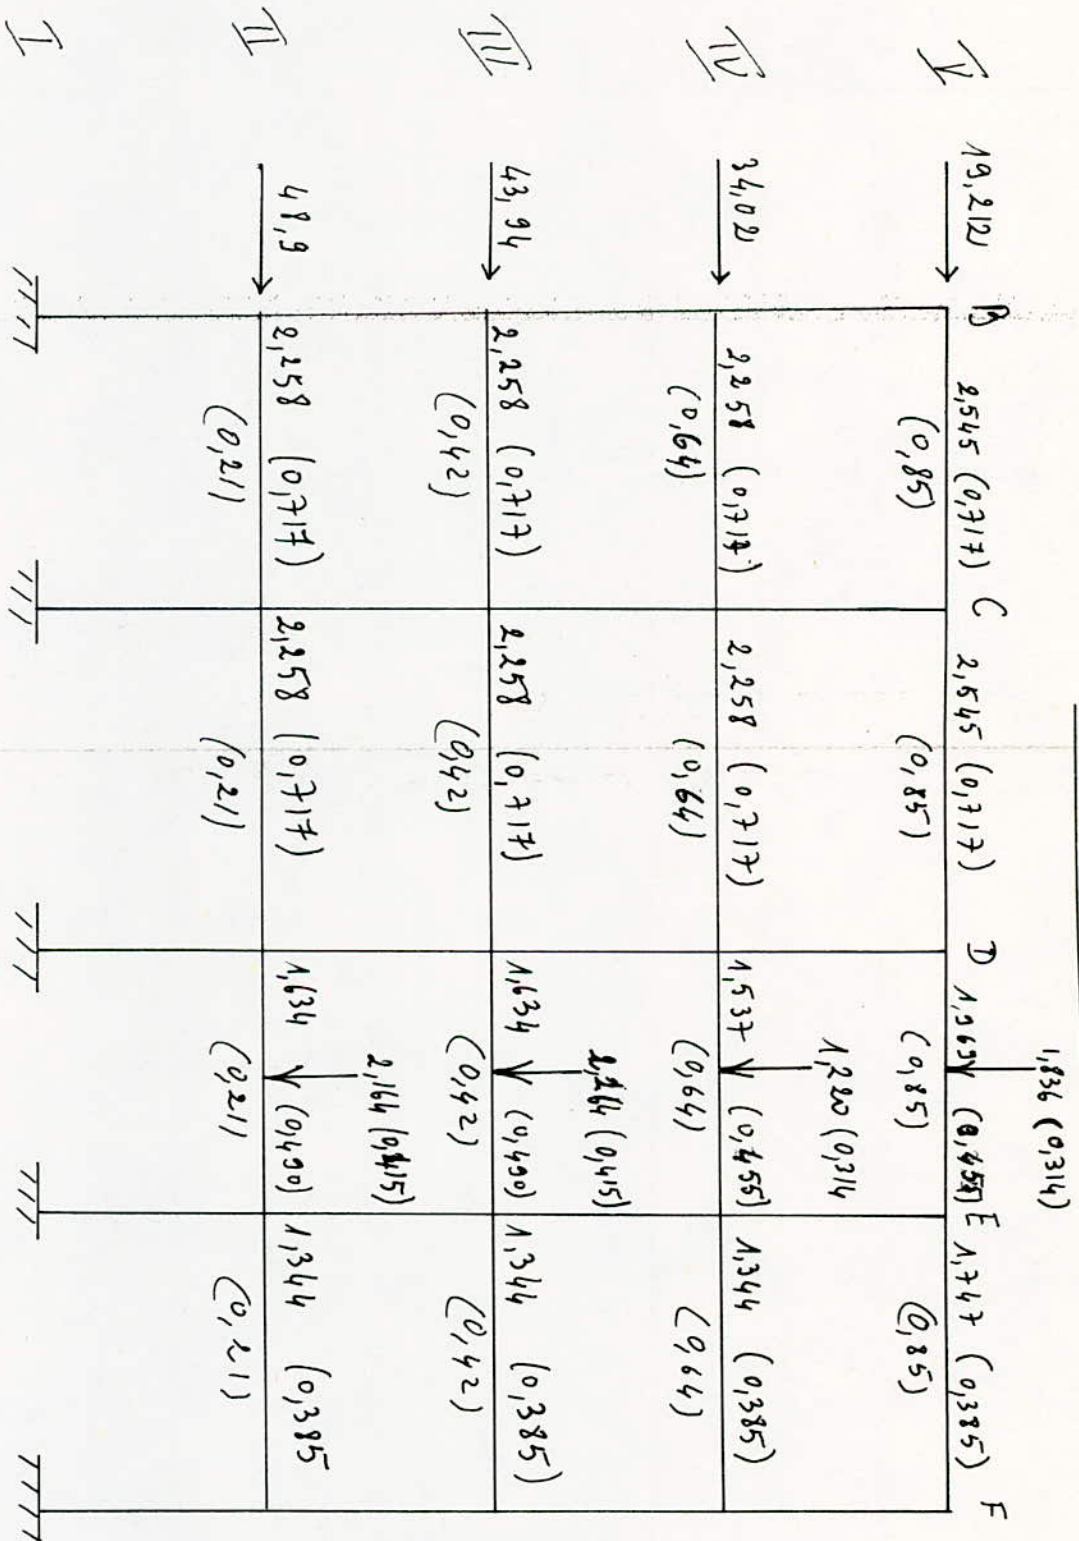 1,836 (0,314)
B C D E F
V 19,212 2,545 (0,717) 2,545 (0,717) 1,969 1,747 (0,385)
(0,85) (0,85) (0,85) (0,85)
1,220 (0,314
IV 34,02 2,258 (0,717) 2,258 (0,717) 1,537 (0,455) 1,344 (0,385)
(0,64) (0,64) (0,64) (0,64)
(0,415)
III 43,94 2,258 (0,717) 2,258 (0,717) 1,634 (0,490) 1,344 (0,385)
(0,42) (0,42) (0,42) (0,42)
2,164 (0,415)
II 48,9 2,258 (0,717) 2,258 (0,717) 1,634 (0,490) 1,344 (0,385
(0,21) (0,21) (0,21) (0,21)
I